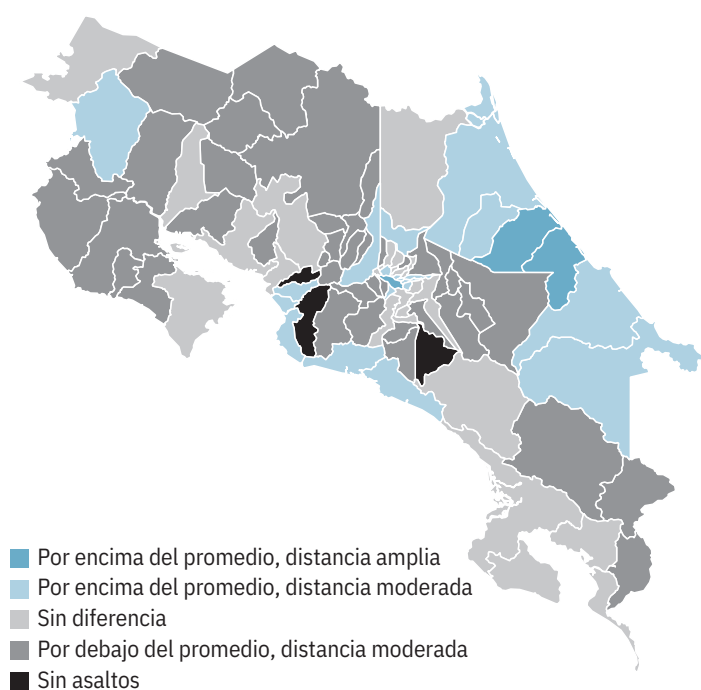 Por encima del promedio, distancia amplia
Por encima del promedio, distancia moderada
Sin diferencia
Por debajo del promedio, distancia moderada
Sin asaltos